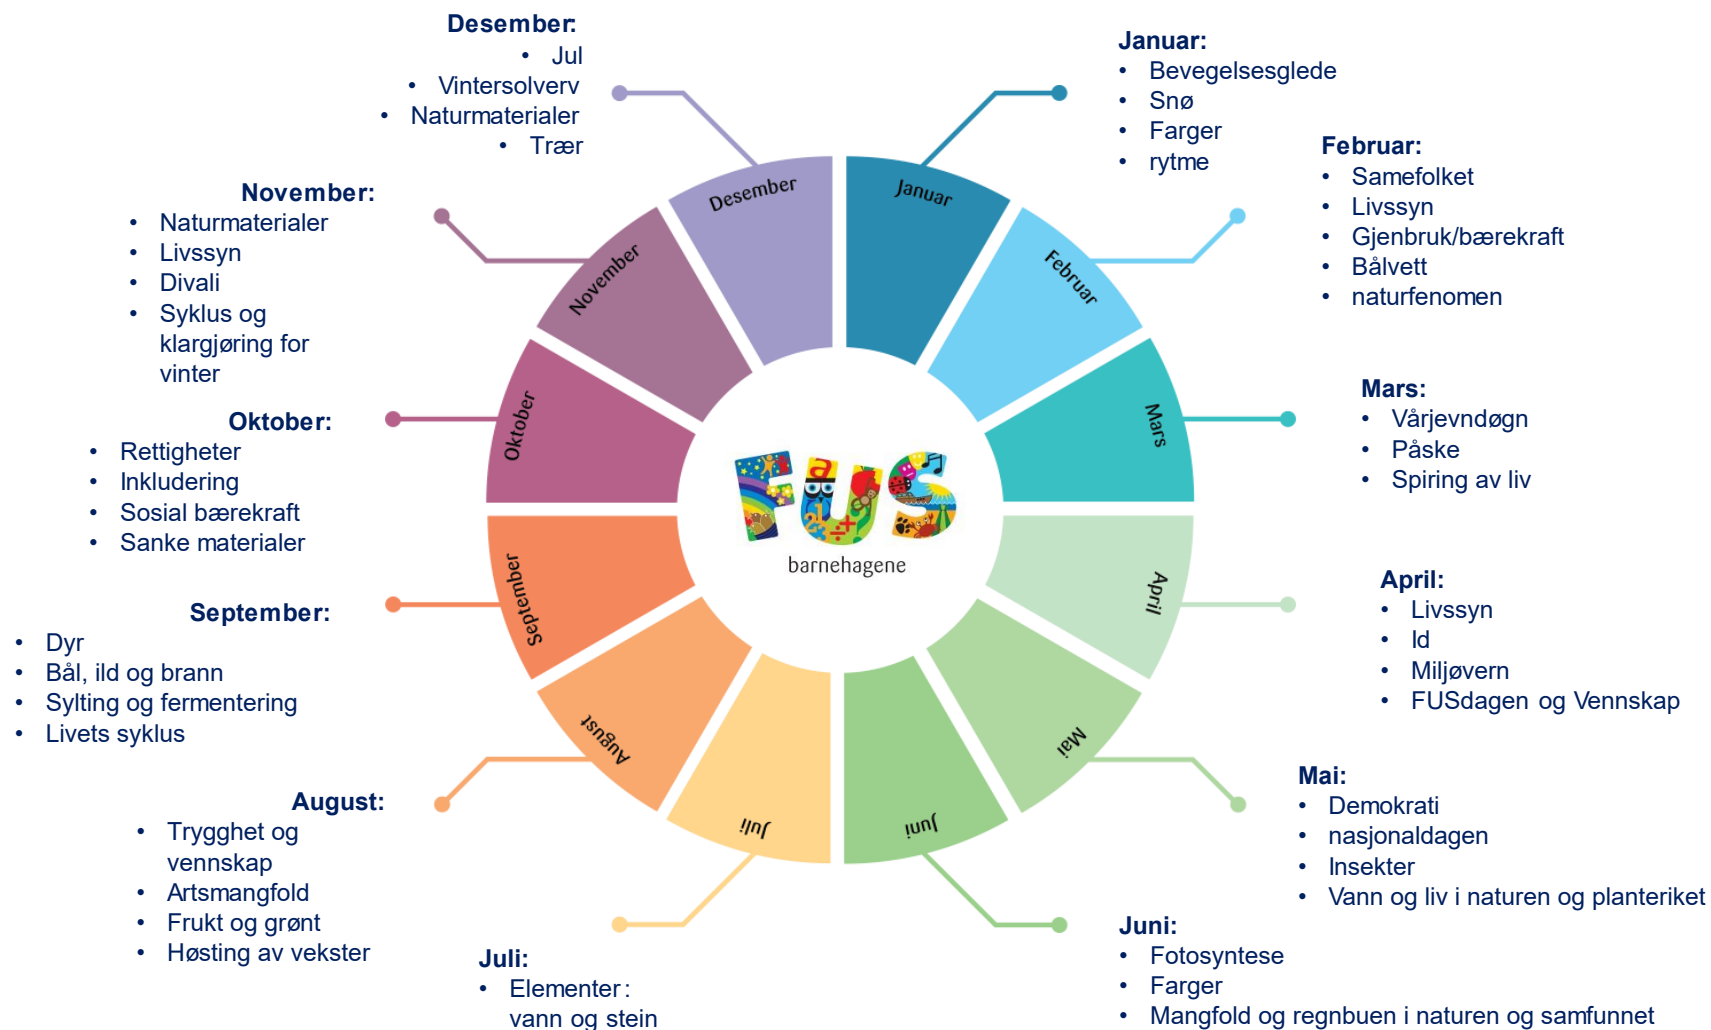 Desember:
• Jul
• Vintersolverv
• Naturmaterialer
• Trær
Januar:
• Bevegelsesglede
• Snø
• Farger
• rytme
Februar:
• Samefolket
• Livssyn
• Gjenbruk/bærekraft
• Bålvett
• naturfenomen
Mars:
• Vårjevndøgn
• Påske
• Spiring av liv
April:
• Livssyn
• Id
• Miljøvern
• FUSdagen og Vennskap
Mai:
• Demokrati
• nasjonaldagen
• Insekter
• Vann og liv i naturen og planteriket
Juni:
• Fotosyntese
• Farger
• Mangfold og regnbuen i naturen og samfunnet
Juli:
• Elementer:
vann og stein
August:
• Trygghet og
vennskap
• Artsmangfold
• Frukt og grønt
• Høsting av vekster
September:
• Dyr
• Bål, ild og brann
• Sylting og fermentering
• Livets syklus
Oktober:
• Rettigheter
• Inkludering
• Sosial bærekraft
• Sanke materialer
November:
• Naturmaterialer
• Livssyn
• Divali
• Syklus og
klargjøring for
vinter
Januar
Februar
Mars
April
Mai
Juni
Juli
August
September
Oktober
November
Desember
FUS
barnehagene